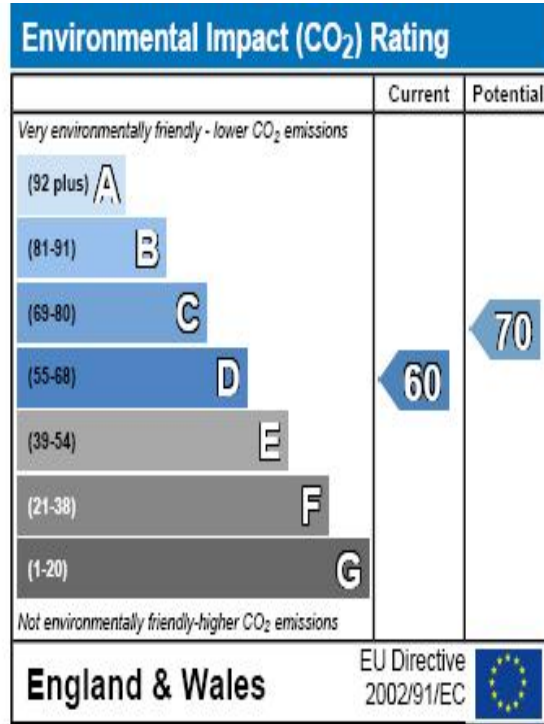 Environmental Impact (CO₂) Rating
Current Potential
Very environmentally friendly - lower CO₂ emissions
(92 plus) A
(81-91) B
(69-80) C
70
(55-68) D
60
(39-54) E
(21-38) F
(1-20) G
Not environmentally friendly-higher CO₂ emissions
England & Wales
EU Directive
2002/91/EC